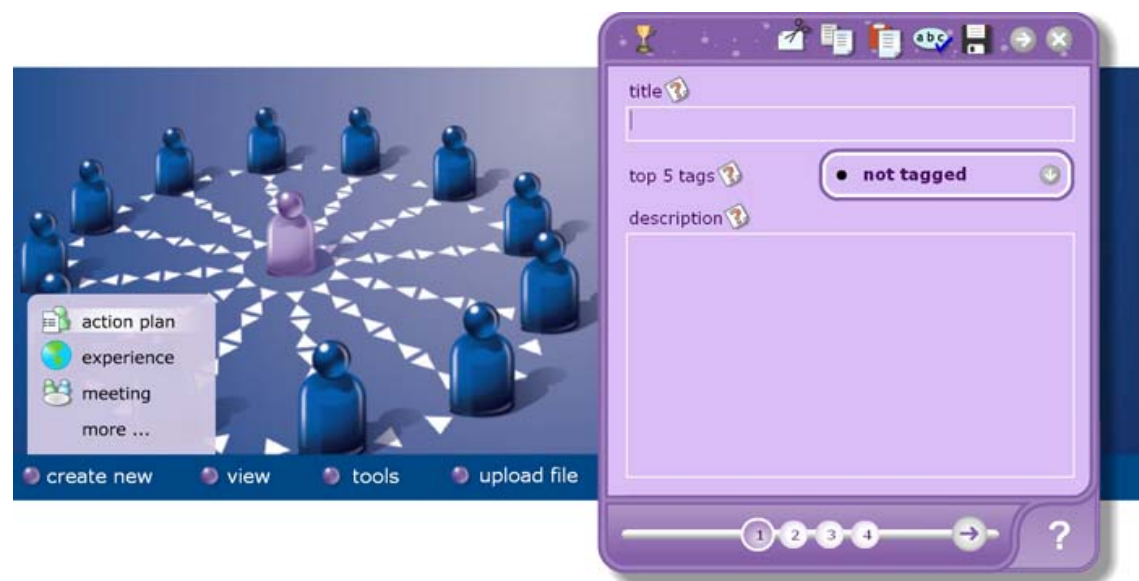 action plan
experience
meeting
more ...
create new
view
tools
upload file
abc
title
top 5 tags
not tagged
description
1
2
3
4
?